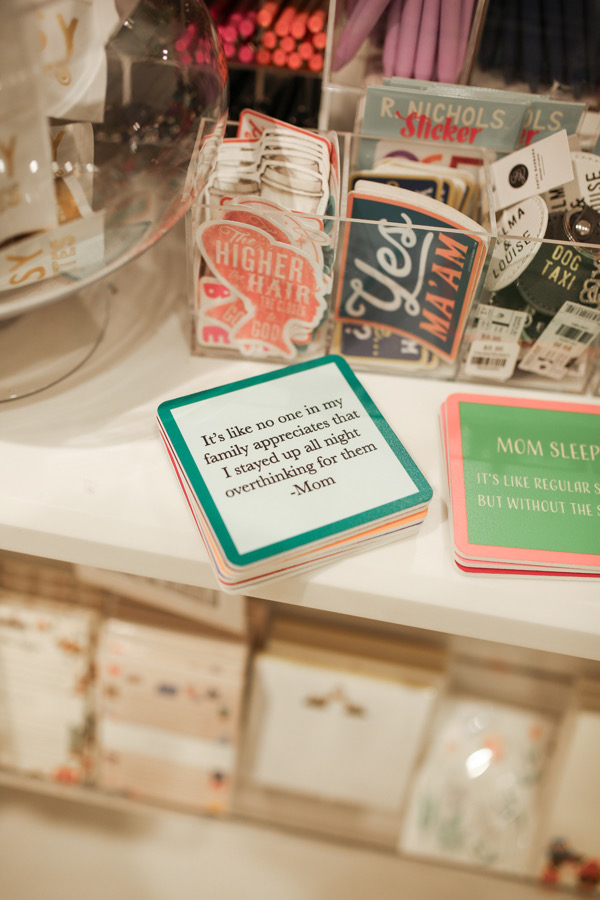 R. NICHOLS
Sticker
The
HIGHER
HAIR
GOD
Yes
MA'AM
LMA
LOUISE
DOG
TAXI
It's like no one in my
family appreciates that
I stayed up all night
overthinking for them
-Mom
MOM SLEEP
IT'S LIKE REGULAR S
BUT WITHOUT THE S